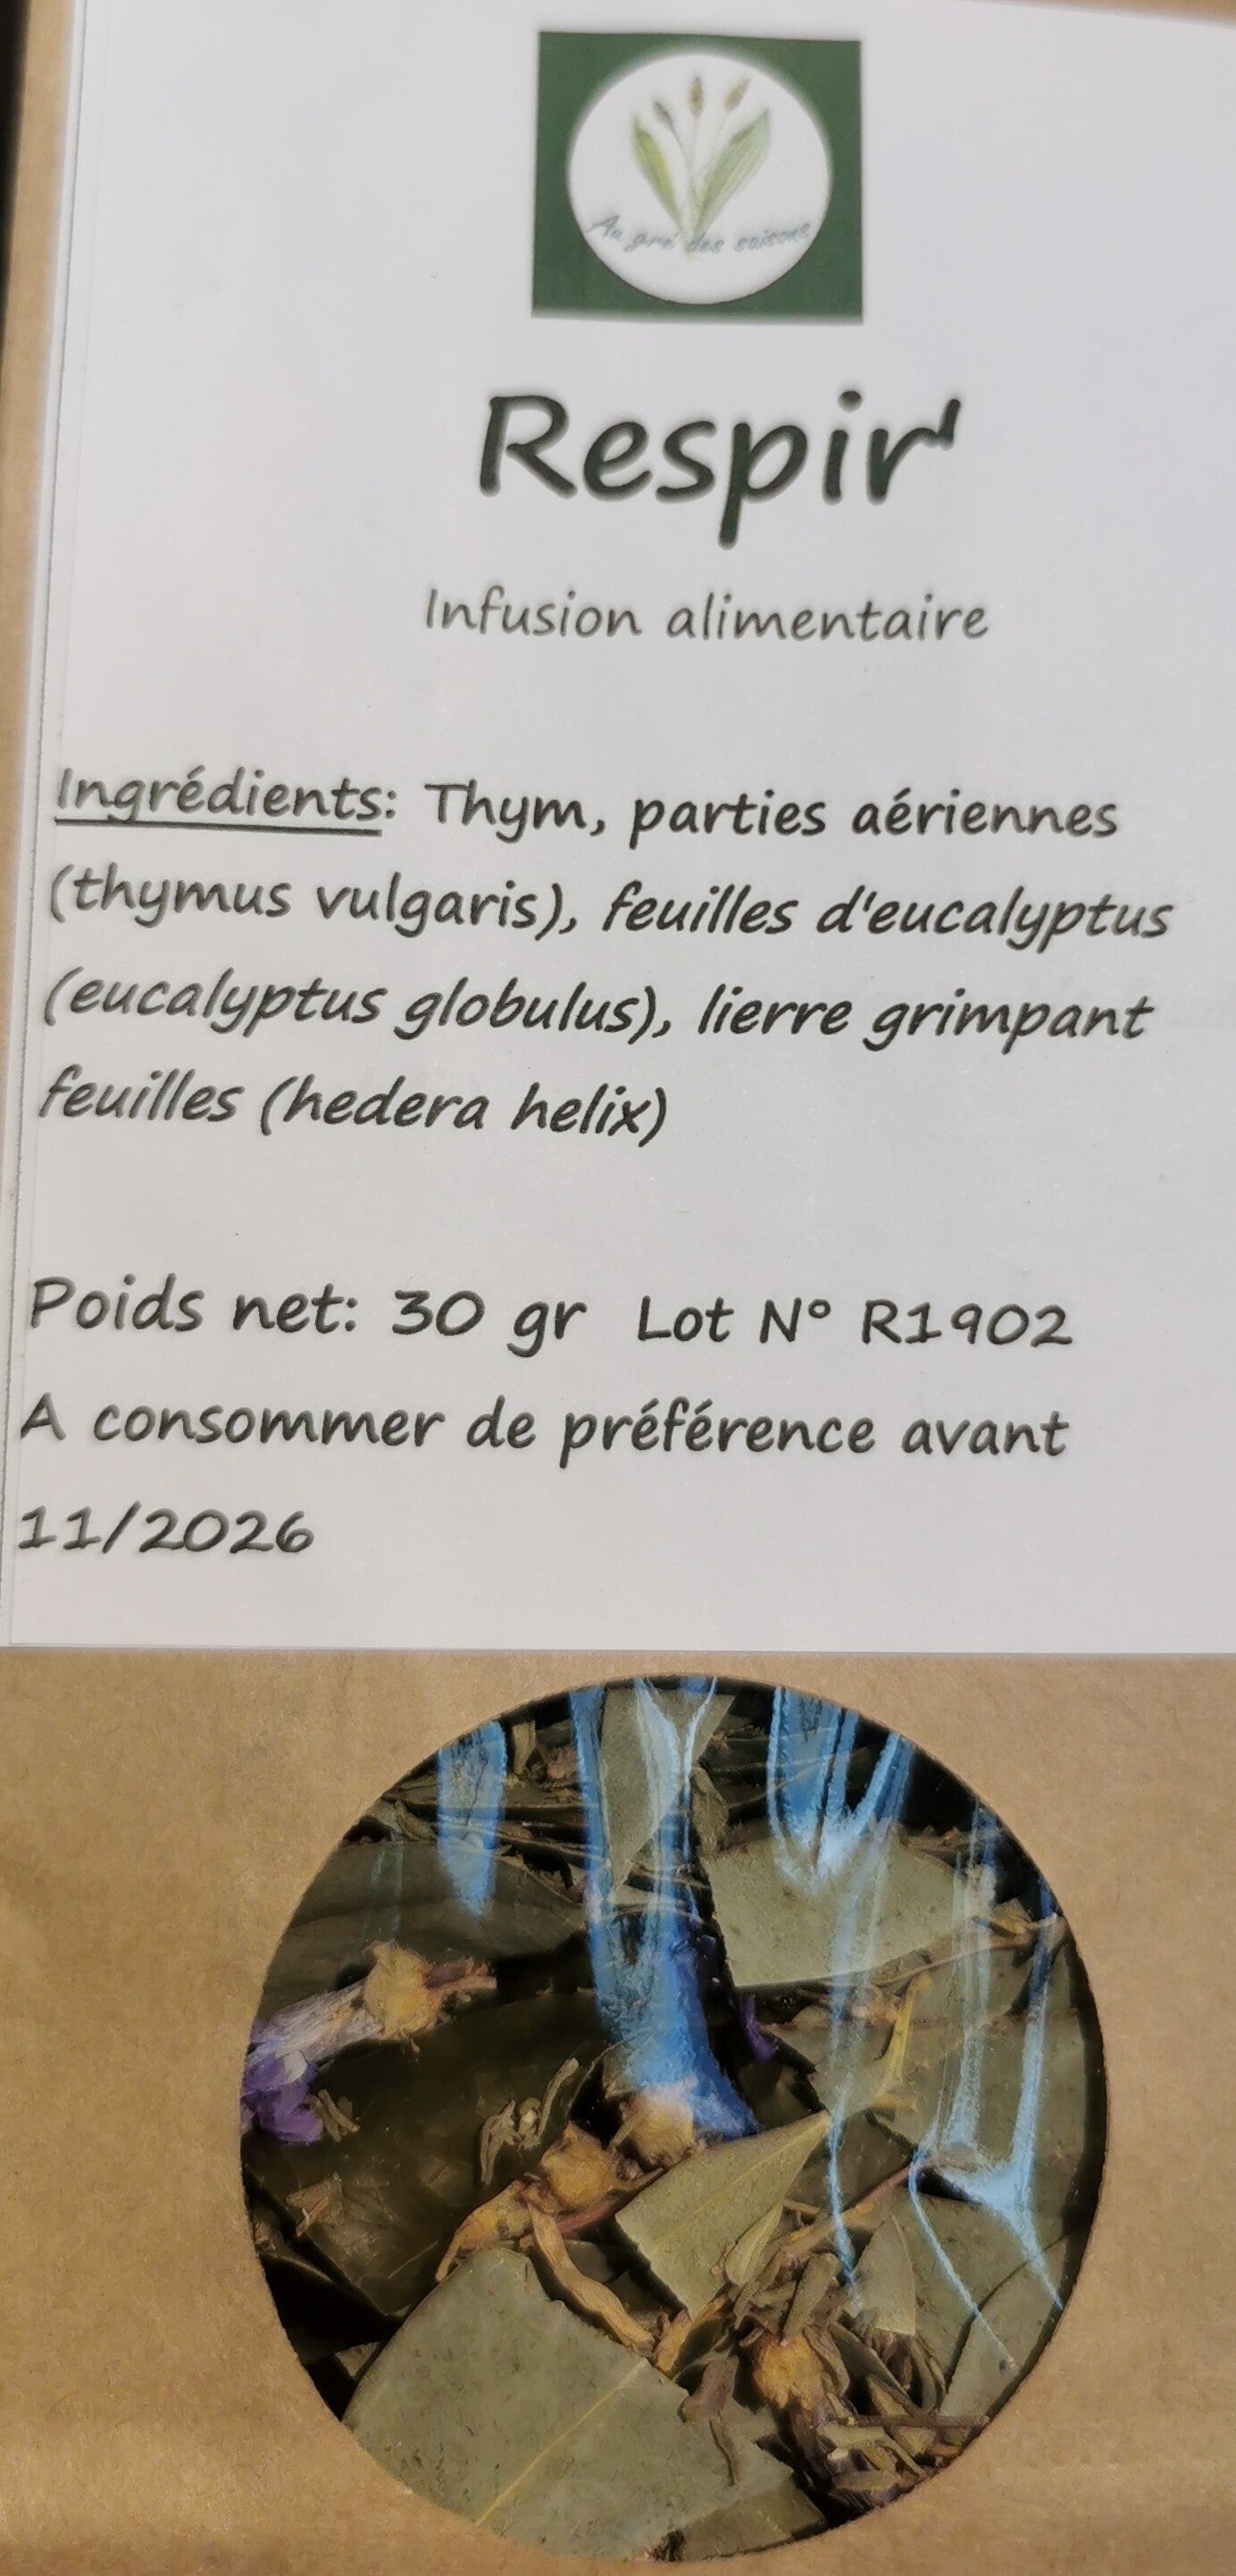 Au gré des saisons
Respir'
Infusion alimentaire
Ingrédients: Thym, parties aériennes
(thymus vulgaris), feuilles d'eucalyptus
(eucalyptus globulus), lierre grimpant
feuilles (hedera helix)
Poids net: 30 gr Lot N° R1902
A consommer de préférence avant
11/2026